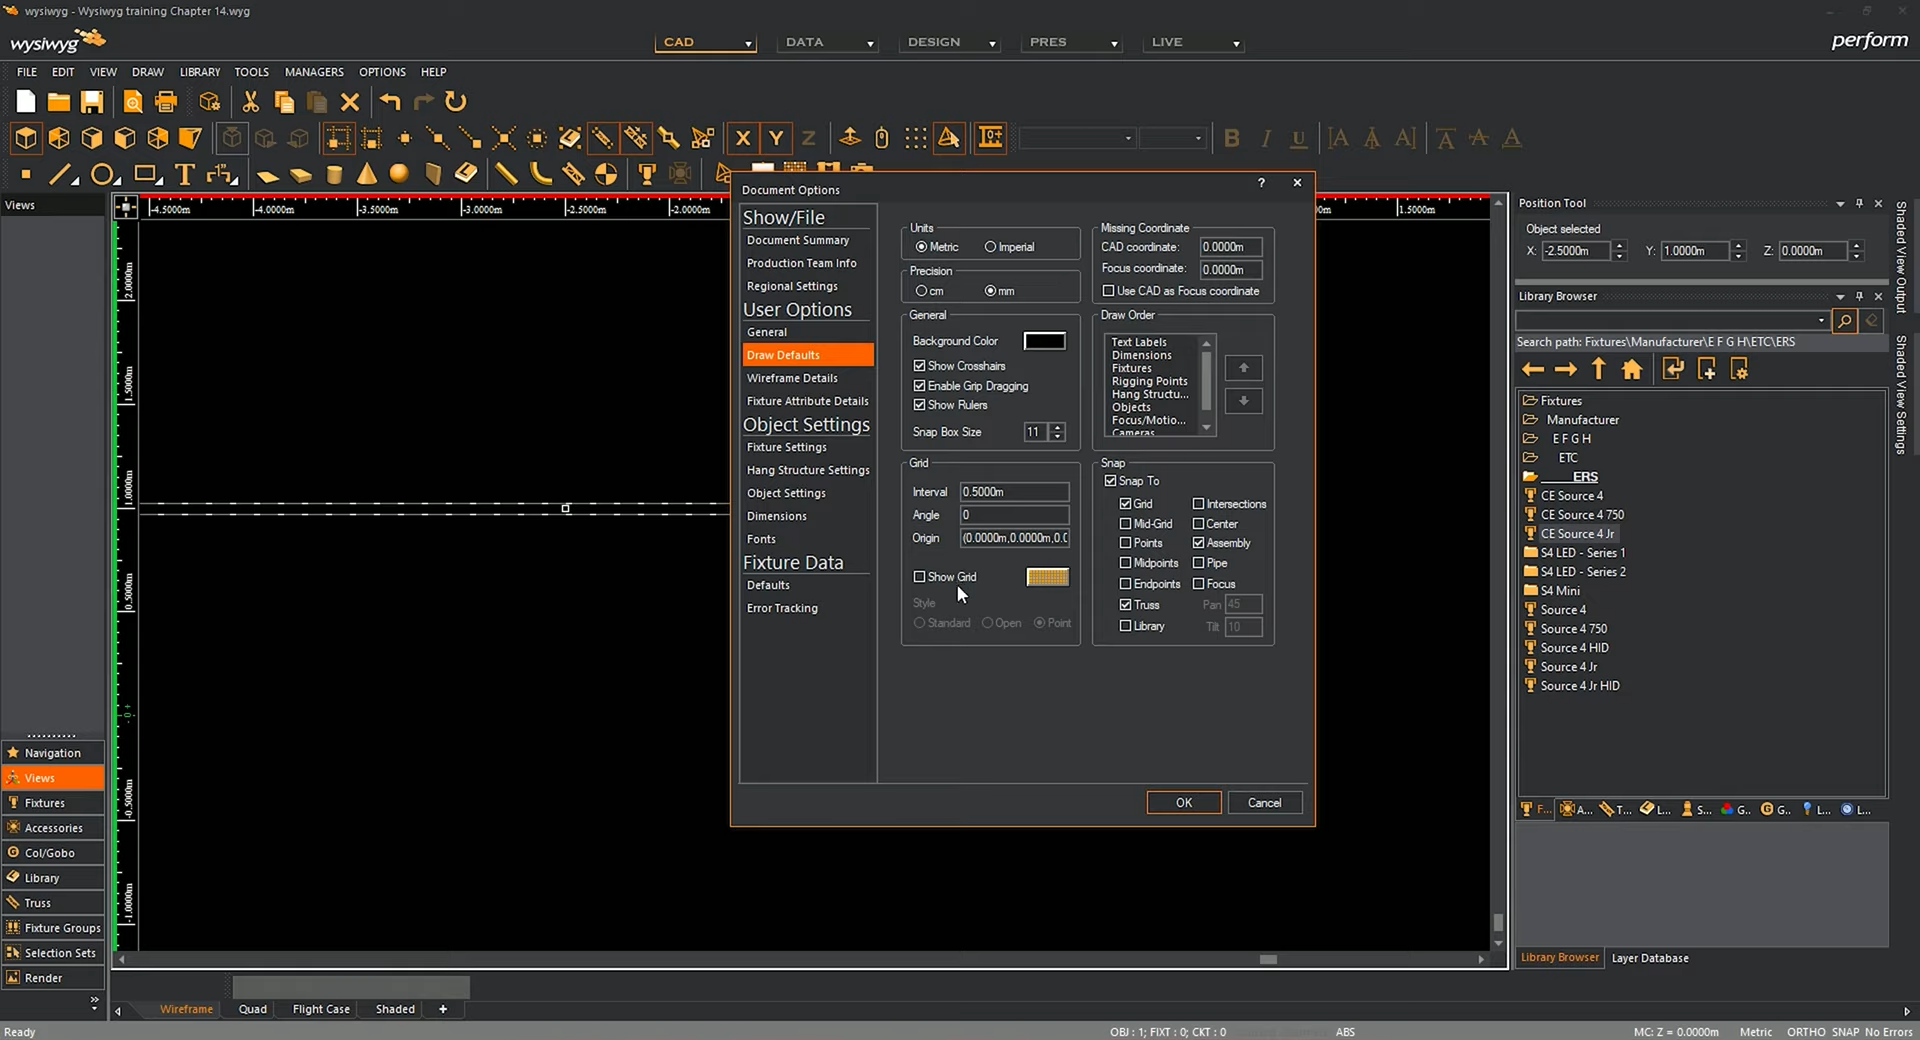 wysiwyg - Wysiwyg training Chapter 14.wyg
wysiwyg
CAD DATA DESIGN PRES LIVE
perform
FILE EDIT VIEW DRAW LIBRARY TOOLS MANAGERS OPTIONS HELP
X Y Z B I U A A A A A A
T
Views
-4.5000m -4.0000m -3.5000m -3.0000m -2.5000m -2.0000m
1.5000m
2.0000m
1.5000m
1.0000m
0.5000m
-0-
-0.5000m
-1.0000m
Navigation
Views
Fixtures
Accessories
Col/Gobo
Library
Truss
Fixture Groups
Selection Sets
Render
Document Options
Show/File
Document Summary
Production Team Info
Regional Settings
User Options
General
Draw Defaults
Wireframe Details
Fixture Attribute Details
Object Settings
Fixture Settings
Hang Structure Settings
Object Settings
Dimensions
Fonts
Fixture Data
Defaults
Error Tracking
Units
Metric Imperial
Precision
cm mm
General
Background Color
Show Crosshairs
Enable Grip Dragging
Show Rulers
Snap Box Size 11
Grid
Interval 0.5000m
Angle 0
Origin (0.0000m,0.0000m,0.0
Show Grid
Style
Standard Open Point
Missing Coordinate
CAD coordinate: 0.0000m
Focus coordinate: 0.0000m
Use CAD as Focus coordinate
Draw Order
Text Labels
Dimensions
Fixtures
Rigging Points
Hang Structu...
Objects
Focus/Motio...
Cameras
Snap
Snap To
Grid Intersections
Mid-Grid Center
Points Assembly
Midpoints Pipe
Endpoints Focus
Truss Pan 45
Library Tilt 10
OK Cancel
Position Tool
Object selected
X: -2.5000m Y: 1.0000m Z: 0.0000m
Library Browser
Search path: Fixtures\Manufacturer\E F G H\ETC\ERS
Fixtures
Manufacturer
E F G H
ETC
ERS
CE Source 4
CE Source 4 750
CE Source 4 Jr
S4 LED - Series 1
S4 LED - Series 2
S4 Mini
Source 4
Source 4 750
Source 4 HID
Source 4 Jr
Source 4 Jr HID
F... A... T... L... S... G.. G.. L... L...
Library Browser Layer Database
Shaded View Output
Shaded View Settings
Wireframe Quad Flight Case Shaded +
Ready
OBJ : 1; FIXT : 0; CKT : 0
ABS
MC: Z = 0.0000m Metric ORTHO SNAP No Errors